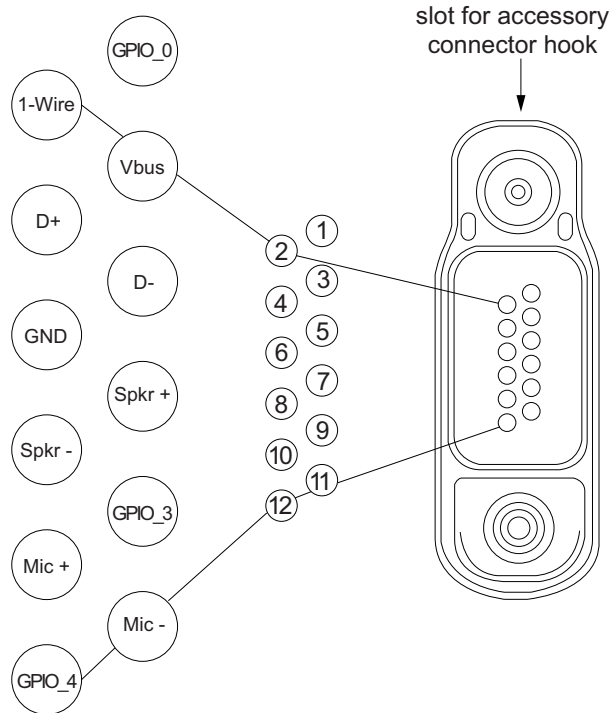 slot for accessory
connector hook
GPIO_0
1-Wire
Vbus
D+
D-
GND
Spkr +
Spkr -
GPIO_3
Mic +
Mic -
GPIO_4
1
2
3
4
5
6
7
8
9
10
11
12